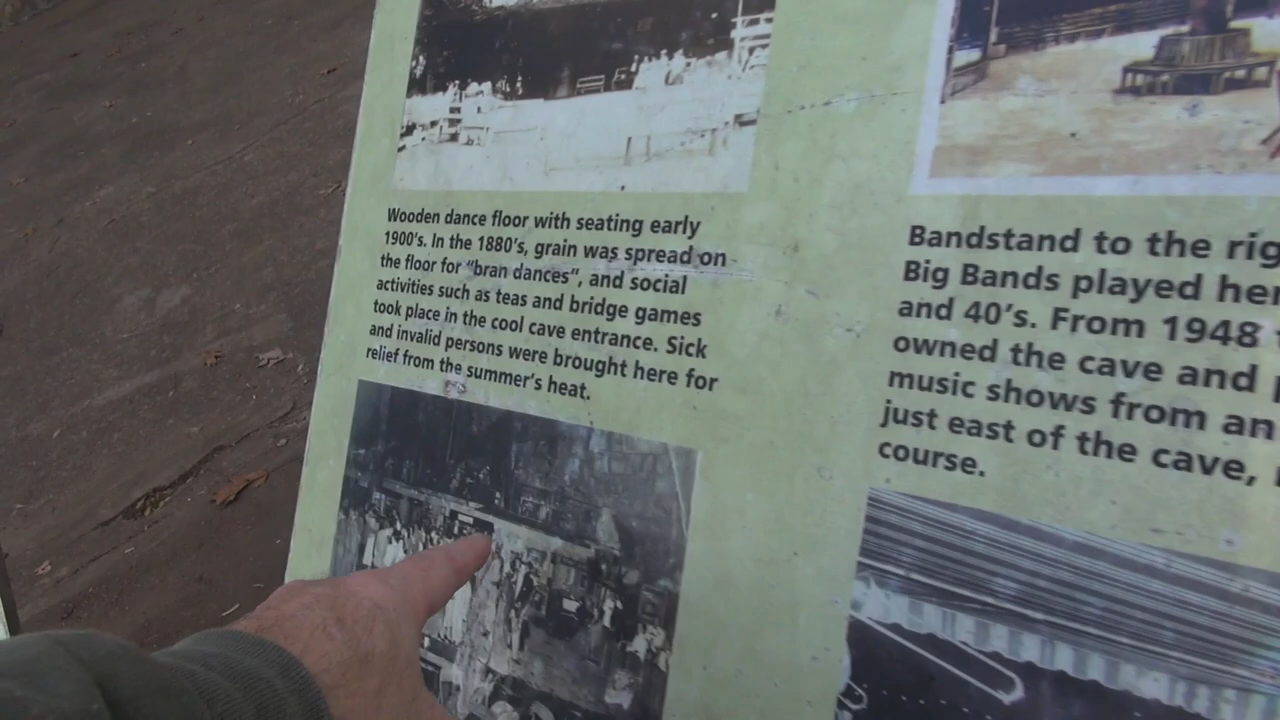 Wooden dance floor with seating early
1900's. In the 1880's, grain was spread on
the floor for "bran dances", and social
activities such as teas and bridge games
took place in the cool cave entrance. Sick
and invalid persons were brought here for
relief from the summer's heat.
Bandstand to the
Big Bands played
and 40's. From 1948
owned the cave and
music shows from an
just east of the cave,
course.